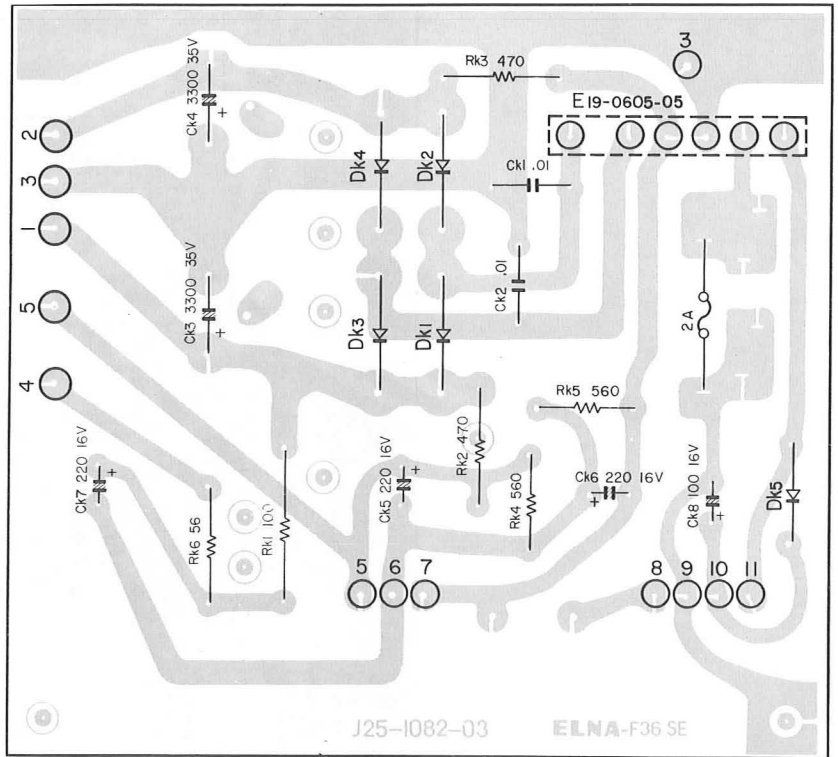 Rk3 470
3
Ck4 3300 35V
E19-0605-05
2
Dk4
Dk2
Ck1 .01
3
1
Ck2 .01
Ck3 3300 35V
5
Dk3
Dk1
2A
4
Rk5 560
Rk2 470
Ck7 220 16V
Ck5 220 16V
Rk4 560
Ck6 220 16V
Ck8 100 16V
Dk5
Rk6 56
Rk1 100
5 6 7
8 9 10 11
J25-1082-03
ELNA-F36 SE